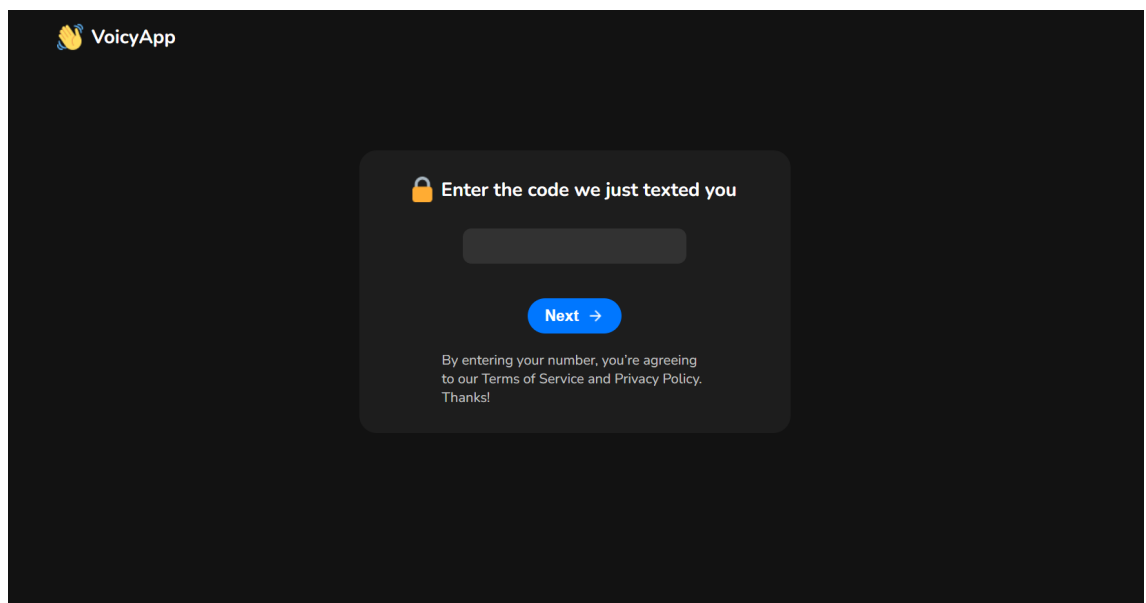 VoicyApp
Enter the code we just texted you
Next →
By entering your number, you’re agreeing
to our Terms of Service and Privacy Policy.
Thanks!